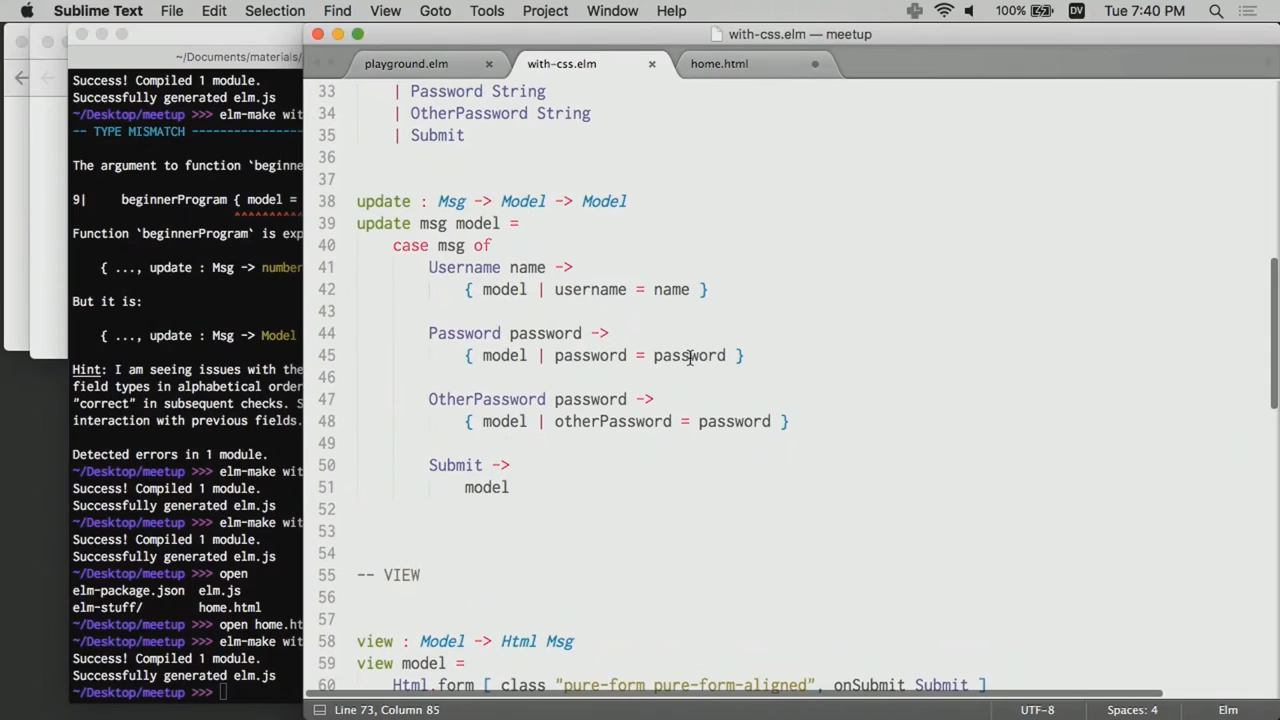 Sublime Text File Edit Selection Find View Goto Tools Project Window Help 100% DV Tue 7:40 PM
with-css.elm — meetup
~/Documents/materials/
playground.elm × with-css.elm × home.html
Success! Compiled 1 module.
Successfully generated elm.js
~/Desktop/meetup >>> elm-make wit
-- TYPE MISMATCH ----------------
The argument to function `beginne
9| beginnerProgram { model =
^^^^^^^^
Function `beginnerProgram` is exp
{ ..., update : Msg -> number
But it is:
{ ..., update : Msg -> Model
Hint: I am seeing issues with the
field types in alphabetical order
"correct" in subsequent checks. S
interaction with previous fields.
Detected errors in 1 module.
~/Desktop/meetup >>> elm-make wit
Success! Compiled 1 module.
Successfully generated elm.js
~/Desktop/meetup >>> elm-make wit
Success! Compiled 1 module.
Successfully generated elm.js
~/Desktop/meetup >>> open
elm-package.json elm.js
elm-stuff/ home.html
~/Desktop/meetup >>> open home.ht
~/Desktop/meetup >>> elm-make wit
Success! Compiled 1 module.
Successfully generated elm.js
~/Desktop/meetup >>>
33 | Password String
34 | OtherPassword String
35 | Submit
36
37
38 update : Msg -> Model -> Model
39 update msg model =
40 case msg of
41 Username name ->
42 { model | username = name }
43
44 Password password ->
45 { model | password = password }
46
47 OtherPassword password ->
48 { model | otherPassword = password }
49
50 Submit ->
51 model
52
53
54
55 -- VIEW
56
57
58 view : Model -> Html Msg
59 view model =
60 Html.form [ class "pure-form pure-form-aligned", onSubmit Submit ]
Line 73, Column 85 UTF-8 Spaces: 4 Elm